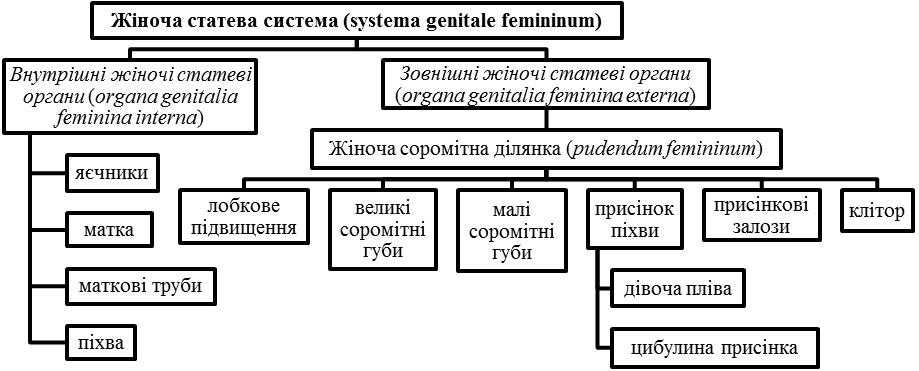 Жіноча статева система (systema genitale femininum)
Внутрішні жіночі статеві
органи (organa genitalia
feminina interna)
Зовнішні жіночі статеві органи
(organa genitalia feminina externa)
Жіноча соромітна ділянка (pudendum femininum)
яєчники
матка
маткові труби
піхва
лобкове
підвищення
великі
соромітні
губи
малі
соромітні
губи
присінок
піхви
присінкові
залози
клітор
дівоча пліва
цибулина присінка